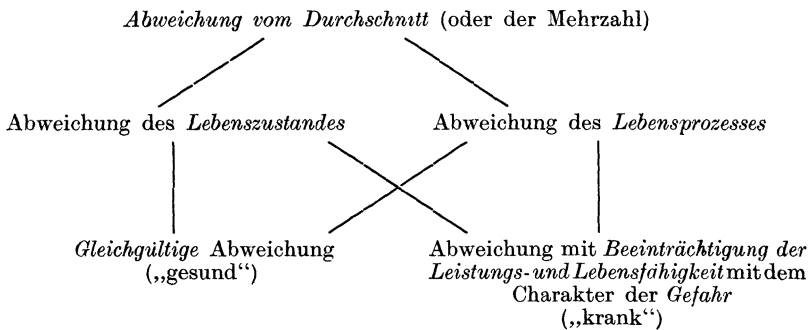 Abweichung vom Durchschnitt (oder der Mehrzahl)
Abweichung des Lebenszustandes Abweichung des Lebensprozesses
Gleichgültige Abweichung Abweichung mit Beeinträchtigung der
(„gesund“) Leistungs- und Lebensfähigkeit mit dem
Charakter der Gefahr
(„krank“)